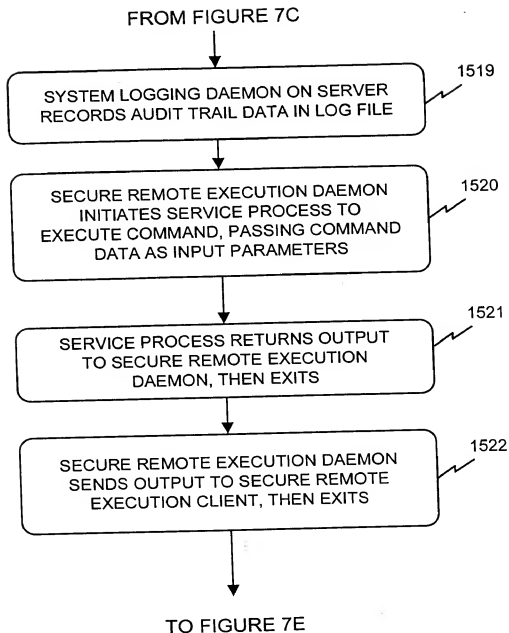 FROM FIGURE 7C
1519
SYSTEM LOGGING DAEMON ON SERVER
RECORDS AUDIT TRAIL DATA IN LOG FILE
1520
SECURE REMOTE EXECUTION DAEMON
INITIATES SERVICE PROCESS TO
EXECUTE COMMAND, PASSING COMMAND
DATA AS INPUT PARAMETERS
1521
SERVICE PROCESS RETURNS OUTPUT
TO SECURE REMOTE EXECUTION
DAEMON, THEN EXITS
1522
SECURE REMOTE EXECUTION DAEMON
SENDS OUTPUT TO SECURE REMOTE
EXECUTION CLIENT, THEN EXITS
TO FIGURE 7E